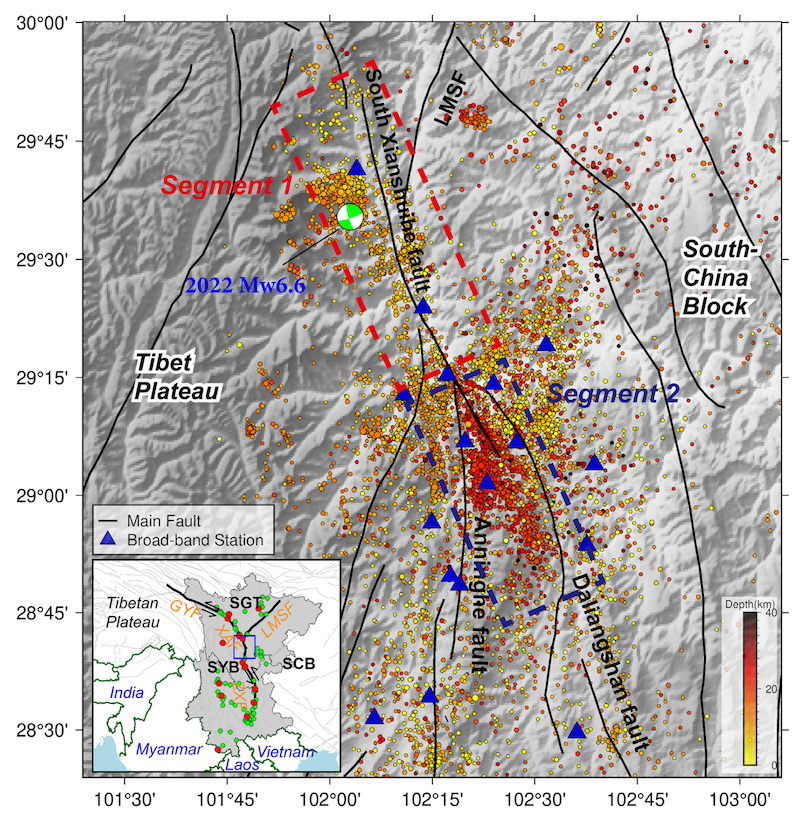 30°00'
29°45'
29°30'
29°15'
29°00'
28°45'
28°30'
LMSF
South Xianshuihe fault
Segment 1
2022 Mw6.6
South-
China
Block
Tibet
Plateau
Segment 2
Main Fault
Broad-band Station
Anninghe fault
Daliangshan fault
Tibetan
Plateau
GYF
SGT
LMSF
SYB
SCB
India
Myanmar
Vietnam
Laos
Depth(km)
40
20
0
101°30'
101°45'
102°00'
102°15'
102°30'
102°45'
103°00'